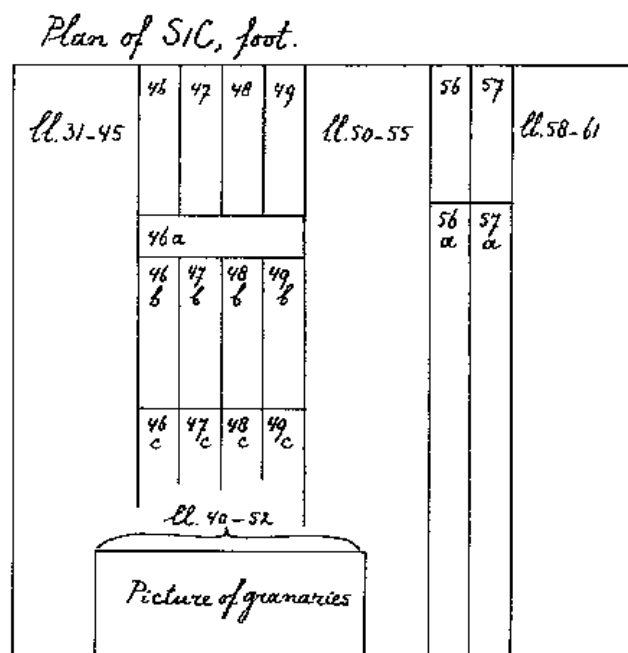 Plan of S1C, foot.
46 47 48 49 56 57
ll. 31-45 ll. 50-55 ll. 58-61
46a
56 a 57 a
46 b 47 b 48 b 49 b
46 c 47 c 48 c 49 c
ll. 40-52
Picture of granaries